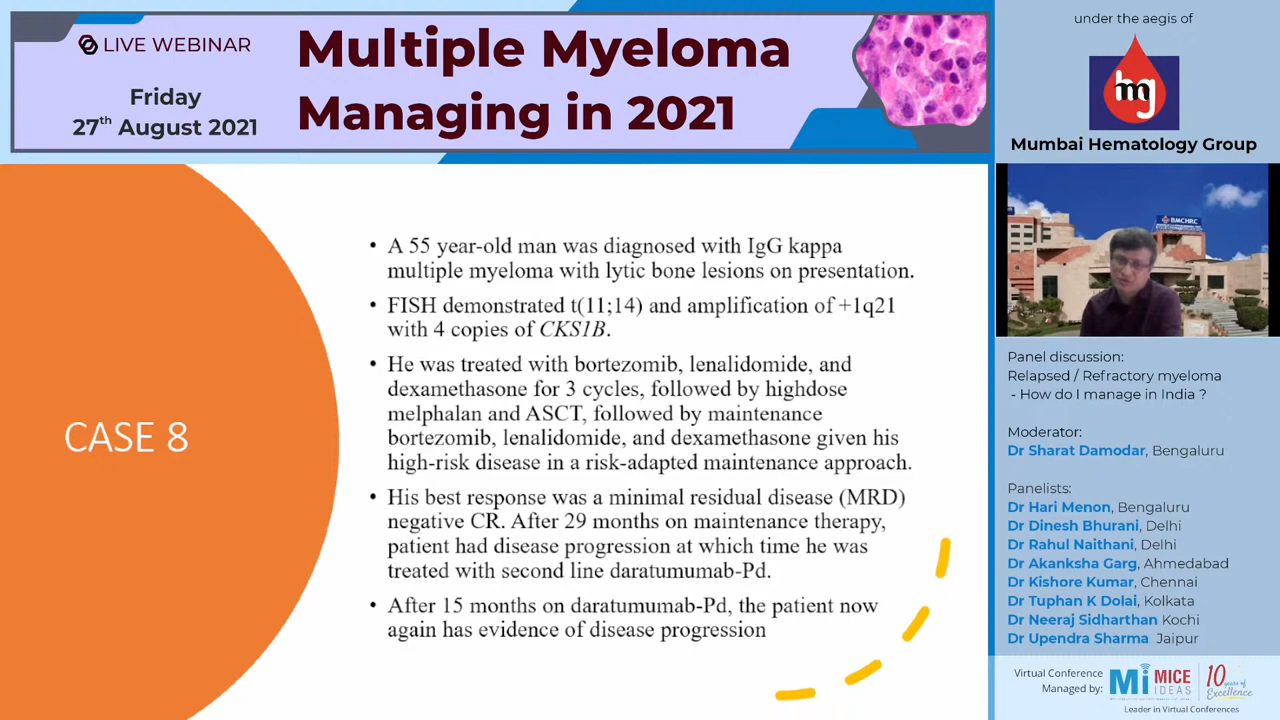 LIVE WEBINAR
Friday
27th August 2021
Multiple Myeloma
Managing in 2021
under the aegis of
hmg
Mumbai Hematology Group
BMCHRC
CASE 8
• A 55 year-old man was diagnosed with IgG kappa
multiple myeloma with lytic bone lesions on presentation.
• FISH demonstrated t(11;14) and amplification of +1q21
with 4 copies of CKS1B.
• He was treated with bortezomib, lenalidomide, and
dexamethasone for 3 cycles, followed by highdose
melphalan and ASCT, followed by maintenance
bortezomib, lenalidomide, and dexamethasone given his
high-risk disease in a risk-adapted maintenance approach.
• His best response was a minimal residual disease (MRD)
negative CR. After 29 months on maintenance therapy,
patient had disease progression at which time he was
treated with second line daratumumab-Pd.
• After 15 months on daratumumab-Pd, the patient now
again has evidence of disease progression
Panel discussion:
Relapsed / Refractory myeloma
- How do I manage in India ?
Moderator:
Dr Sharat Damodar, Bengaluru
Panelists:
Dr Hari Menon, Bengaluru
Dr Dinesh Bhurani, Delhi
Dr Rahul Naithani, Delhi
Dr Akanksha Garg, Ahmedabad
Dr Kishore Kumar, Chennai
Dr Tuphan K Dolai, Kolkata
Dr Neeraj Sidharthan Kochi
Dr Upendra Sharma Jaipur
Virtual Conference
Managed by:
Mi MICE
IDEAS
10 years of
Excellence
Leader in Virtual Conferences